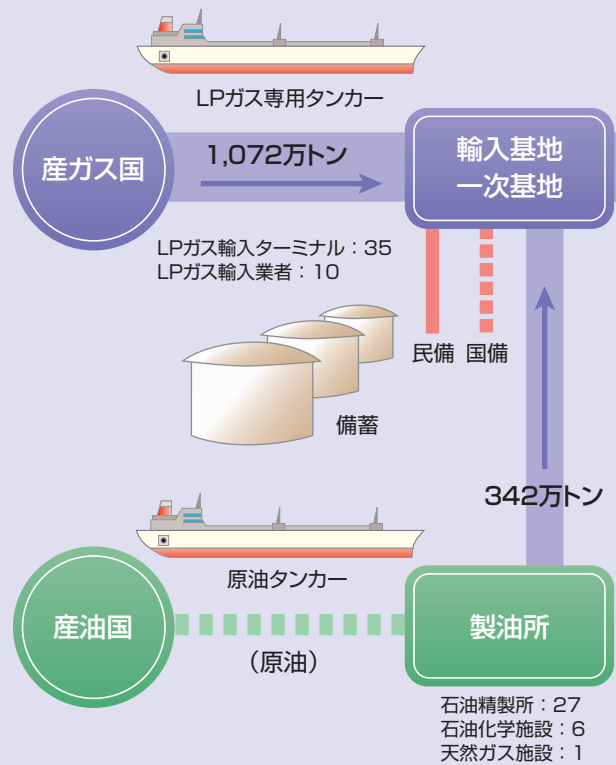 LPガス専用タンカー
産ガス国
1,072万トン
輸入基地
一次基地
LPガス輸入ターミナル：35
LPガス輸入業者：10
民備
国備
備蓄
342万トン
原油タンカー
産油国
（原油）
製油所
石油精製所：27
石油化学施設：6
天然ガス施設：1